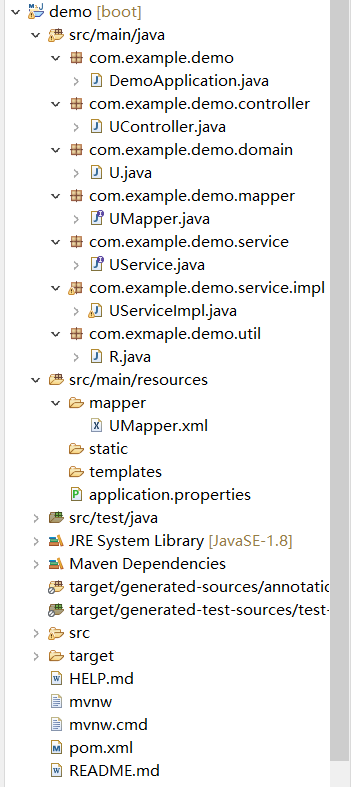 demo [boot]
src/main/java
com.example.demo
DemoApplication.java
com.example.demo.controller
UController.java
com.example.demo.domain
U.java
com.example.demo.mapper
UMapper.java
com.example.demo.service
UService.java
com.example.demo.service.impl
UServiceImpl.java
com.exmaple.demo.util
R.java
src/main/resources
mapper
UMapper.xml
static
templates
application.properties
src/test/java
JRE System Library [JavaSE-1.8]
Maven Dependencies
target/generated-sources/annotatic
target/generated-test-sources/test-
src
target
HELP.md
mvnw
mvnw.cmd
pom.xml
README.md